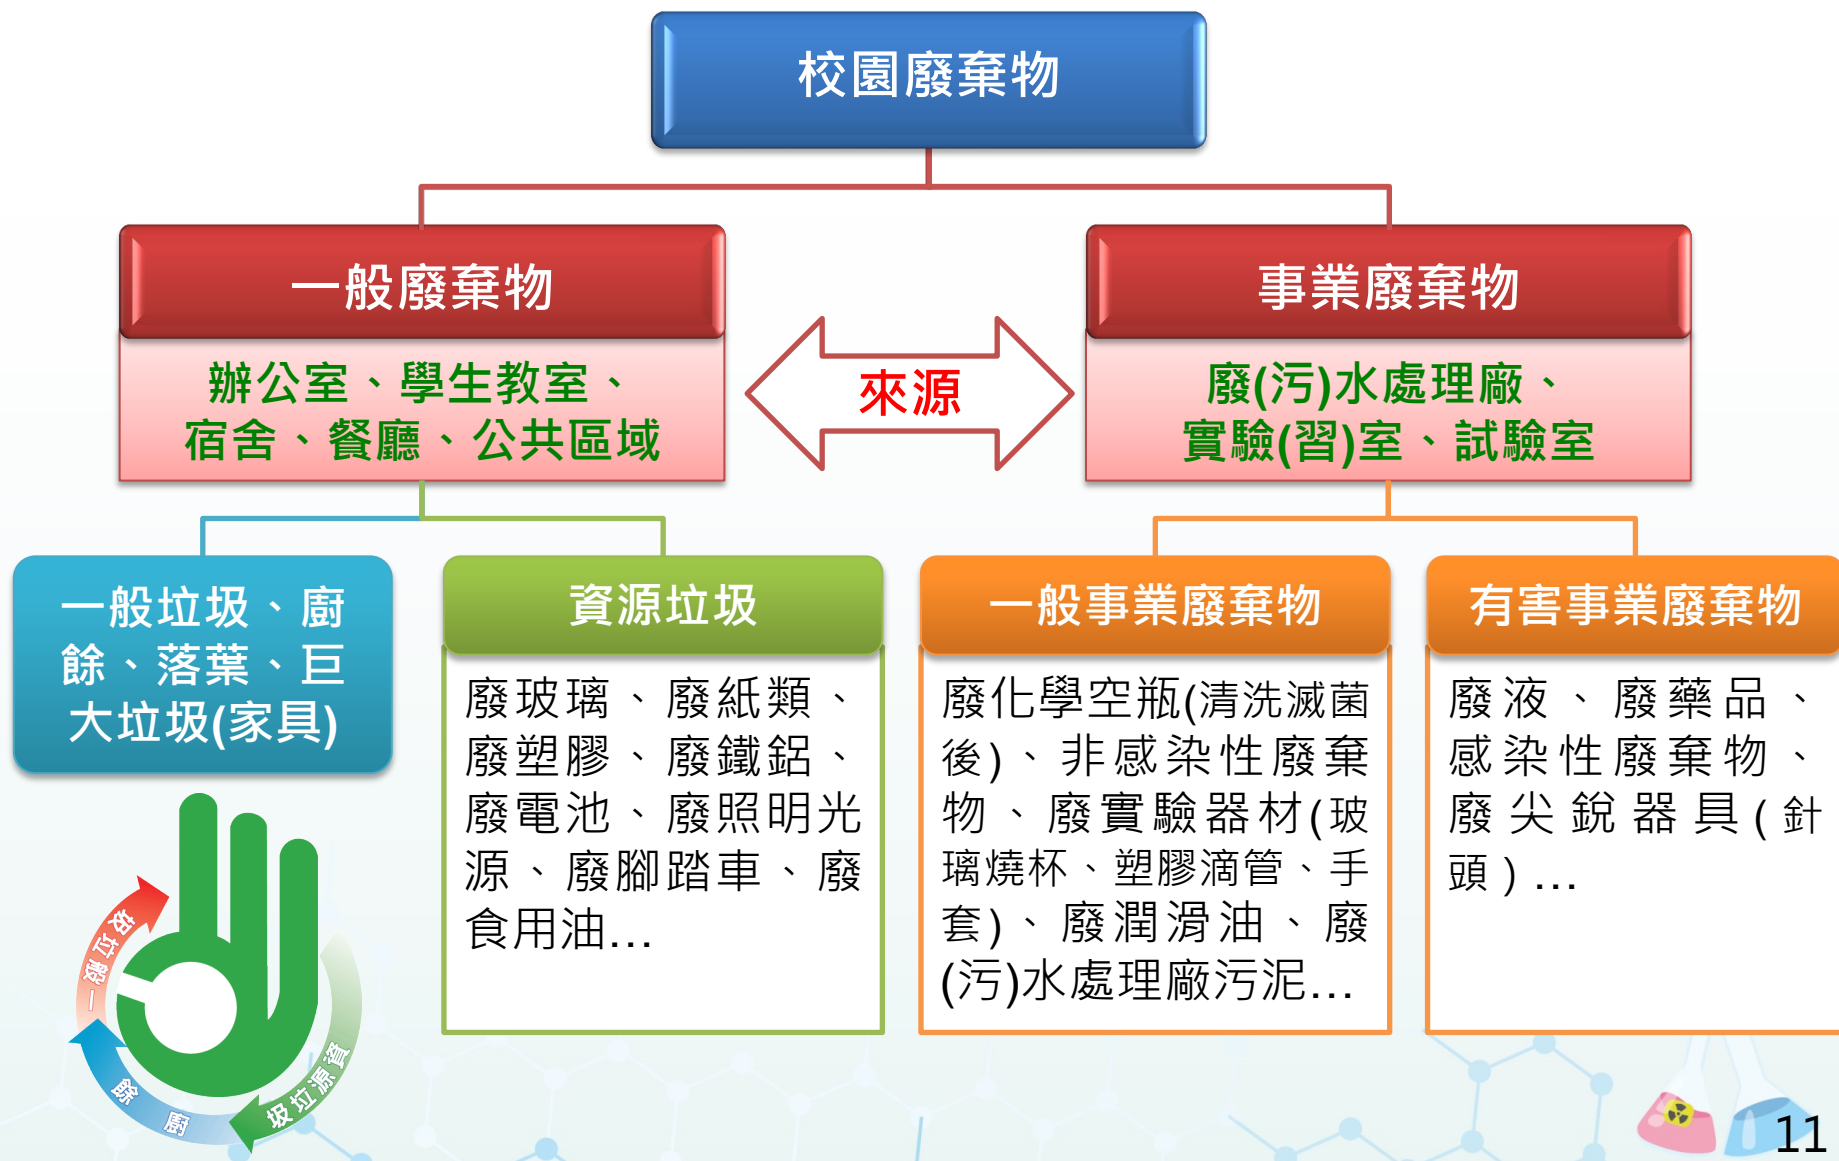 校園廢棄物
一般廢棄物
辦公室、學生教室、
宿舍、餐廳、公共區域
來源
事業廢棄物
廢(污)水處理廠、
實驗(習)室、試驗室
一般垃圾、廚
餘、落葉、巨
大垃圾(家具)
資源垃圾
廢玻璃、廢紙類、
廢塑膠、廢鐵鋁、
廢電池、廢照明光
源、廢腳踏車、廢
食用油...
一般事業廢棄物
廢化學空瓶(清洗滅菌
後)、非感染性廢棄
物、廢實驗器材(玻
璃燒杯、塑膠滴管、手
套)、廢潤滑油、廢
(污)水處理廠污泥...
有害事業廢棄物
廢液、廢藥品、
感染性廢棄物、
廢尖銳器具(針
頭)...
一般垃圾
資源垃圾
廚餘
11